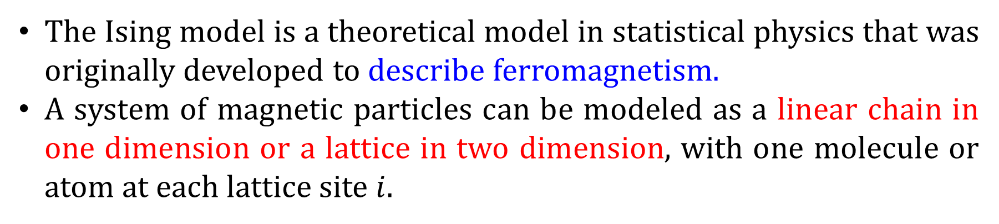 • The Ising model is a theoretical model in statistical physics that was
originally developed to describe ferromagnetism.
• A system of magnetic particles can be modeled as a linear chain in
one dimension or a lattice in two dimension, with one molecule or
atom at each lattice site i.